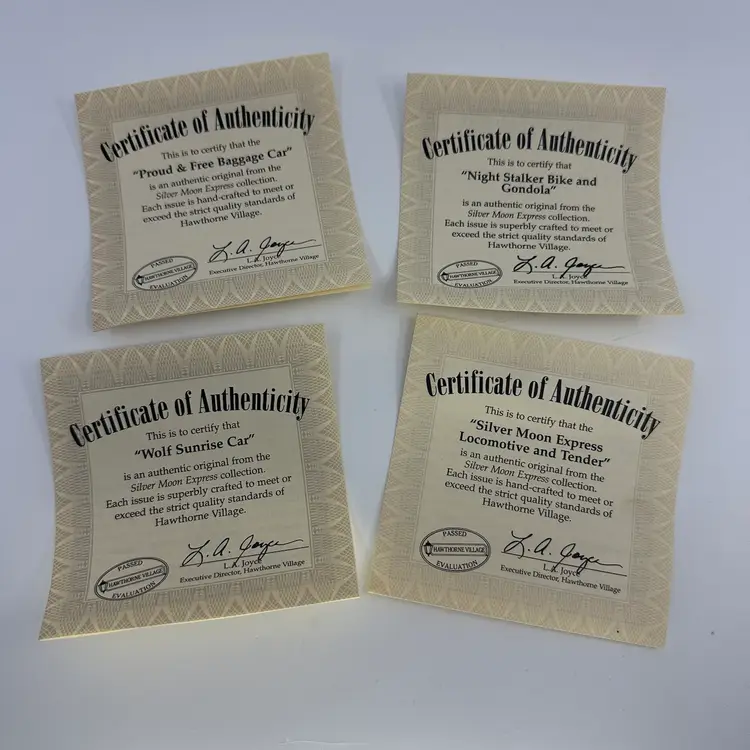 Certificate of Authenticity
This is to certify that the
"Proud & Free Baggage Car"
is an authentic original from the
Silver Moon Express collection.
Each issue is hand-crafted to meet or
exceed the strict quality standards of
Hawthorne Village.
L. A. Joyce
L.A. Joyce
Executive Director, Hawthorne Village
PASSED
HAWTHORNE VILLAGE
EVALUATION
Certificate of Authenticity
This is to certify that
"Night Stalker Bike and
Gondola"
is an authentic original from the
Silver Moon Express collection.
Each issue is superbly crafted to meet or
exceed the strict quality standards of
Hawthorne Village.
L. A. Joyce
L.A. Joyce
Executive Director, Hawthorne Village
PASSED
HAWTHORNE VILLAGE
EVALUATION
Certificate of Authenticity
This is to certify that
"Wolf Sunrise Car"
is an authentic original from the
Silver Moon Express collection.
Each issue is superbly crafted to meet or
exceed the strict quality standards of
Hawthorne Village.
L. A. Joyce
L.A. Joyce
Executive Director, Hawthorne Village
PASSED
HAWTHORNE VILLAGE
EVALUATION
Certificate of Authenticity
This is to certify that the
"Silver Moon Express
Locomotive and Tender"
is an authentic original from the
Silver Moon Express collection.
Each issue is hand-crafted to meet or
exceed the strict quality standards of
Hawthorne Village.
L. A. Joyce
L.A. Joyce
Executive Director, Hawthorne Village
PASSED
HAWTHORNE VILLAGE
EVALUATION